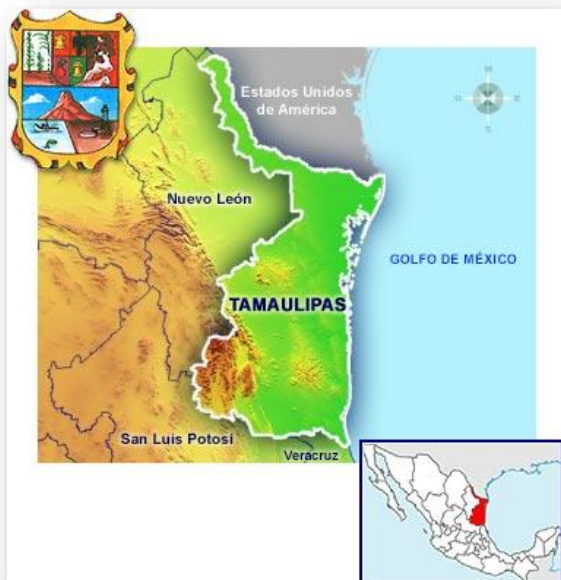 Estados Unidos
de América
Nuevo León
GOLFO DE MÉXICO
TAMAULIPAS
San Luis Potosí
Veracruz